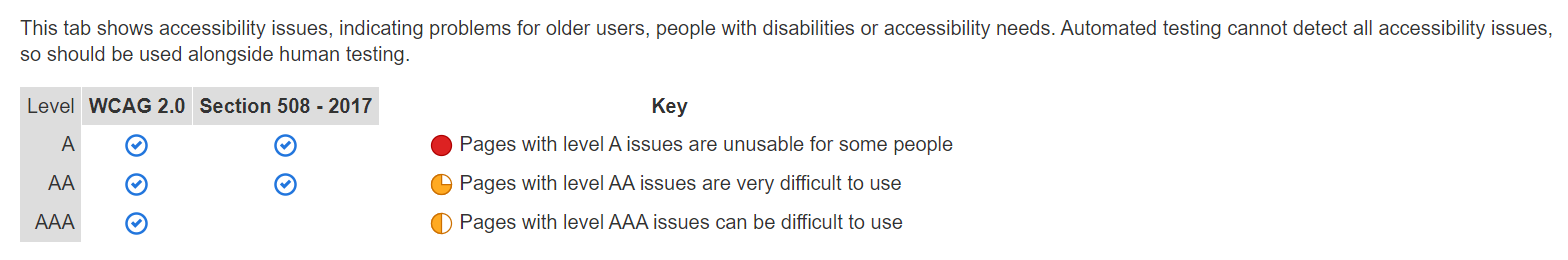 This tab shows accessibility issues, indicating problems for older users, people with disabilities or accessibility needs. Automated testing cannot detect all accessibility issues,
so should be used alongside human testing.
Level WCAG 2.0 Section 508 - 2017 Key
A Pages with level A issues are unusable for some people
AA Pages with level AA issues are very difficult to use
AAA Pages with level AAA issues can be difficult to use